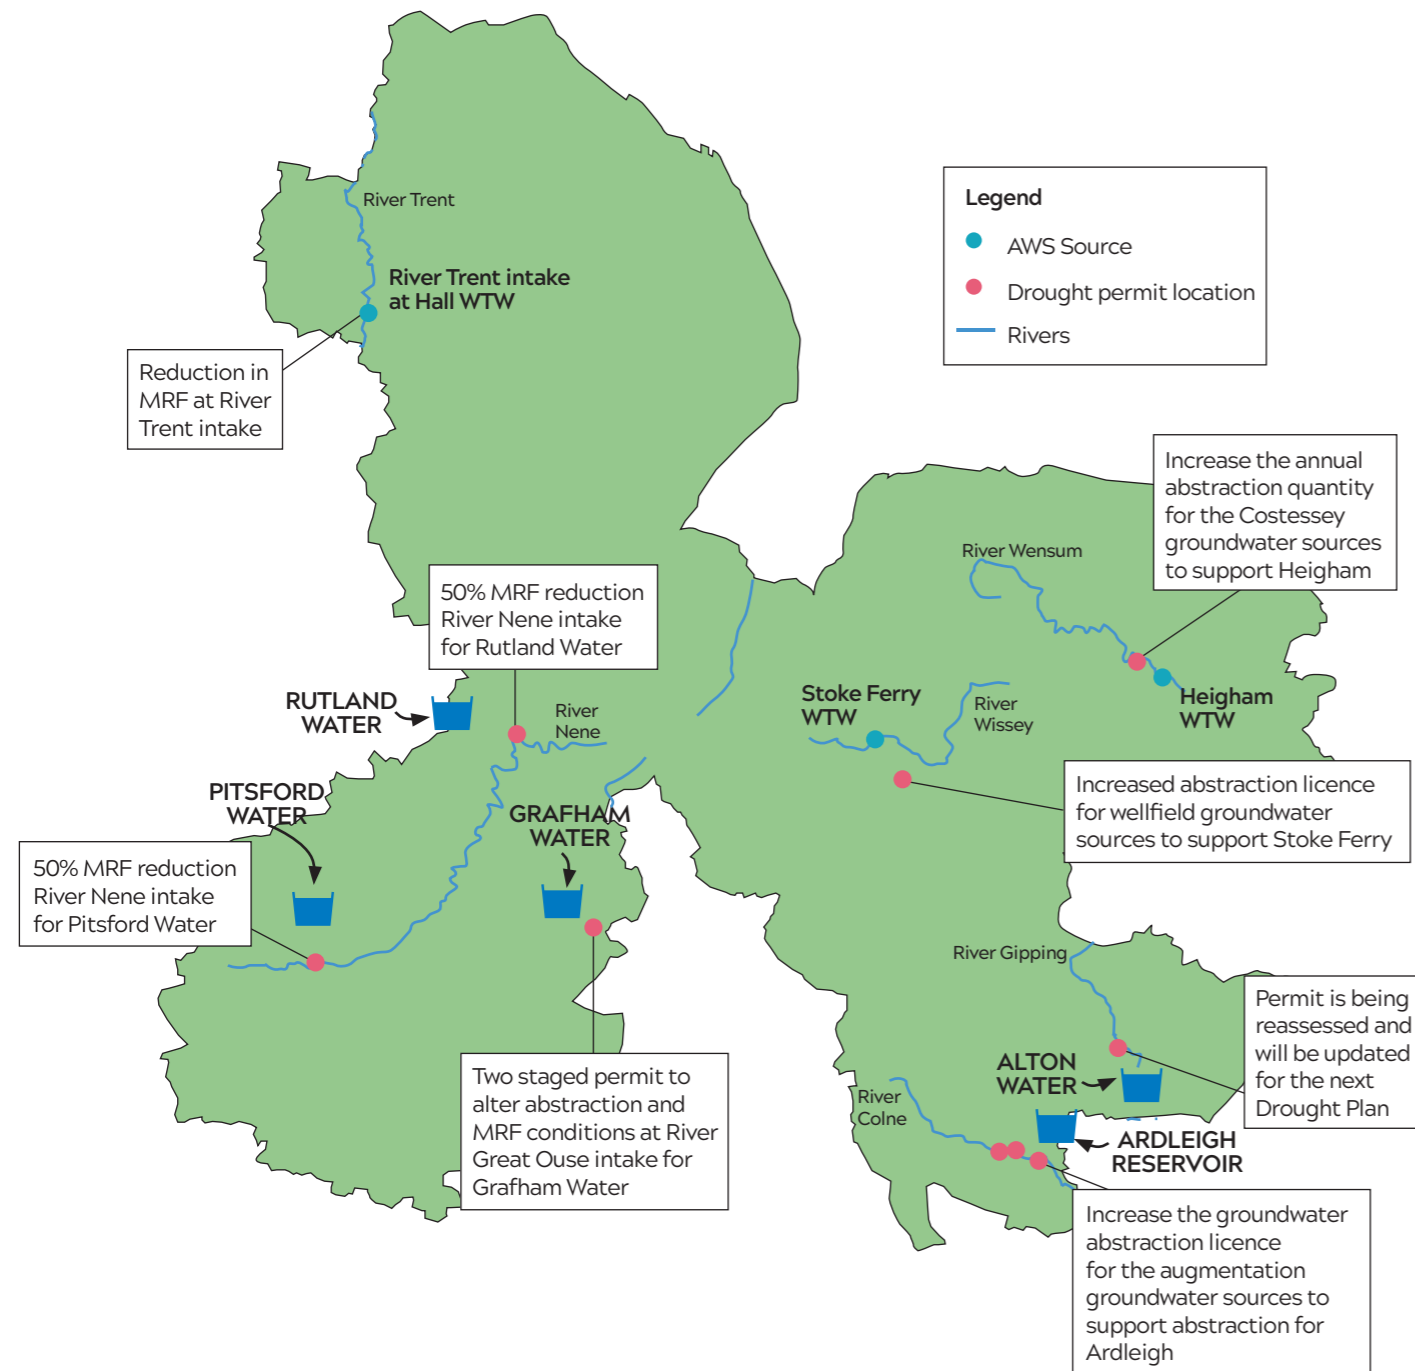 River Trent
River Trent intake
at Hall WTW
Reduction in
MRF at River
Trent intake
Legend
AWS Source
Drought permit location
Rivers
Increase the annual
abstraction quantity
for the Costessey
groundwater sources
to support Heigham
River Wensum
50% MRF reduction
River Nene intake
for Rutland Water
RUTLAND
WATER
River
Nene
Stoke Ferry
WTW
River
Wissey
Heigham
WTW
Increased abstraction licence
for wellfield groundwater
sources to support Stoke Ferry
PITSFORD
WATER
GRAFHAM
WATER
50% MRF reduction
River Nene intake
for Pitsford Water
River Gipping
Permit is being
reassessed and
will be updated
for the next
Drought Plan
ALTON
WATER
Two staged permit to
alter abstraction and
MRF conditions at River
Great Ouse intake for
Grafham Water
River
Colne
ARDLEIGH
RESERVOIR
Increase the groundwater
abstraction licence
for the augmentation
groundwater sources to
support abstraction for
Ardleigh